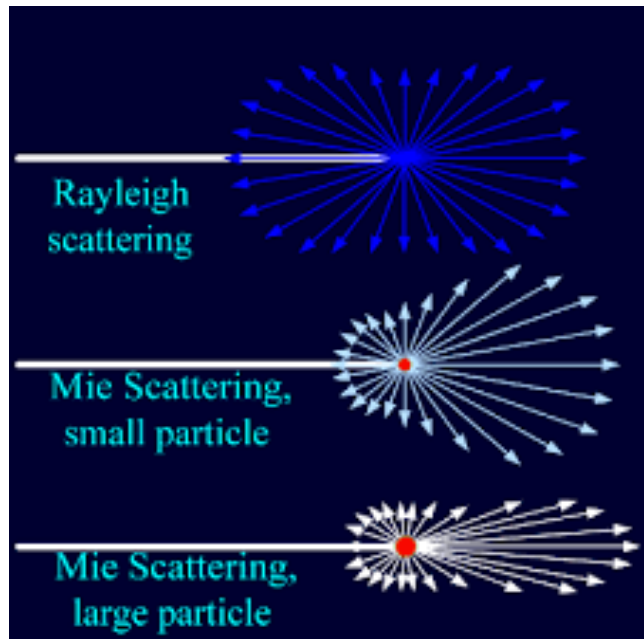 Rayleigh
scattering
Mie Scattering,
small particle
Mie Scattering,
large particle